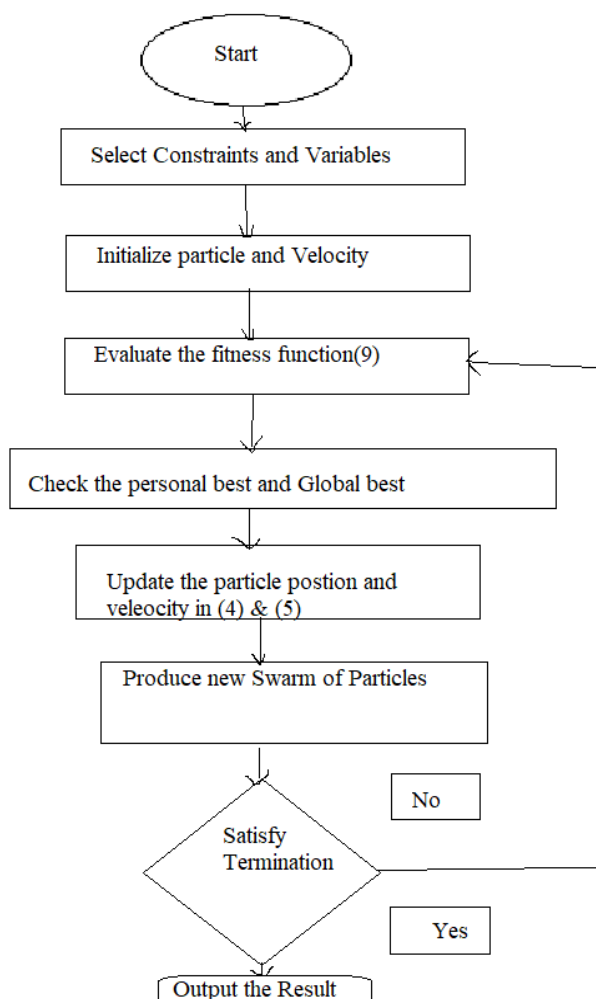 Start
Select Constraints and Variables
Initialize particle and Velocity
Evaluate the fitness function(9)
Check the personal best and Global best
Update the particle postion and
veleocity in (4) & (5)
Produce new Swarm of Particles
No
Satisfy
Termination
Yes
Output the Result